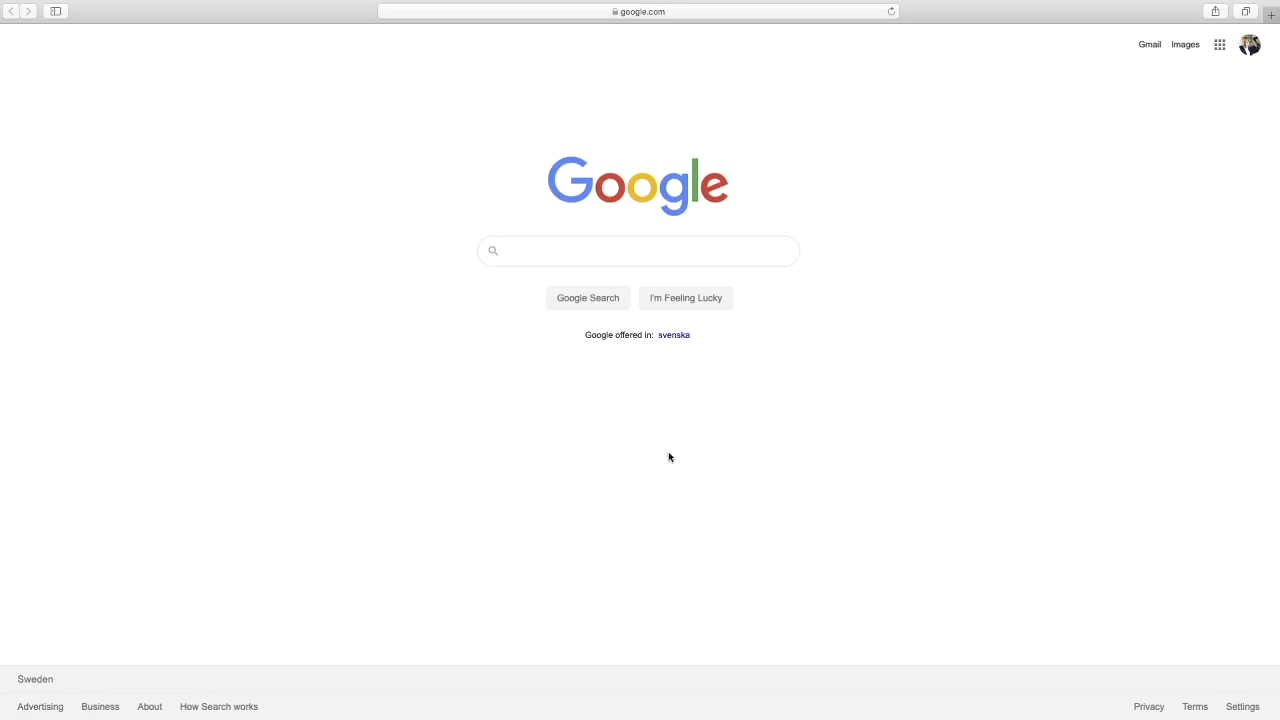 google.com
Gmail Images
Google
Google Search I'm Feeling Lucky
Google offered in: svenska
Sweden
Advertising Business About How Search works Privacy Terms Settings